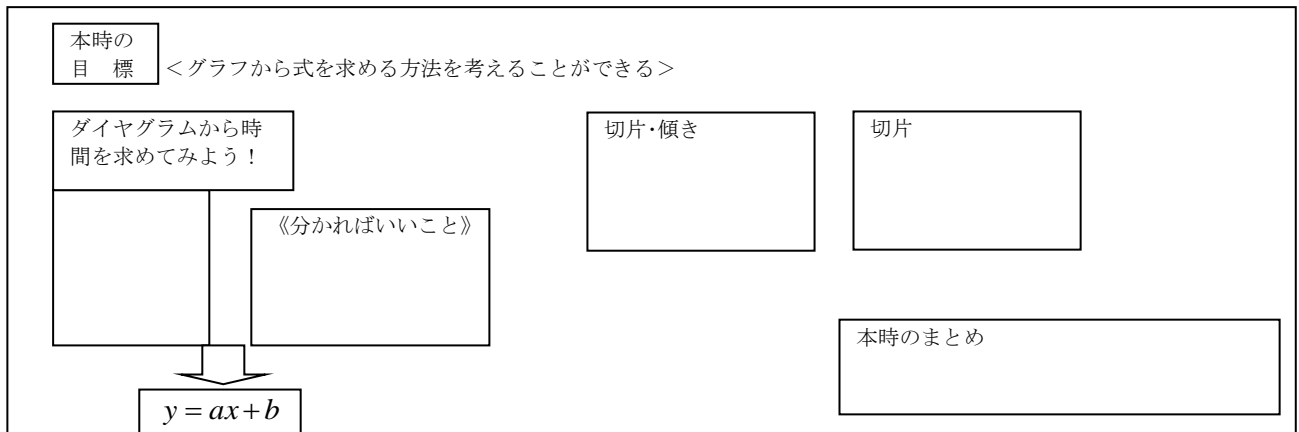 本時の
目　標
＜グラフから式を求める方法を考えることができる＞
ダイヤグラムから時
間を求めてみよう！
《分かればいいこと》
y = ax + b
切片･傾き
切片
本時のまとめ